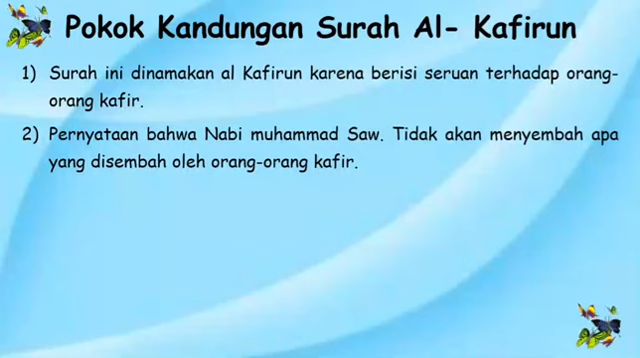 Pokok Kandungan Surah Al- Kafirun
1) Surah ini dinamakan al Kafirun karena berisi seruan terhadap orang-
orang kafir.
2) Pernyataan bahwa Nabi muhammad Saw. Tidak akan menyembah apa
yang disembah oleh orang-orang kafir.